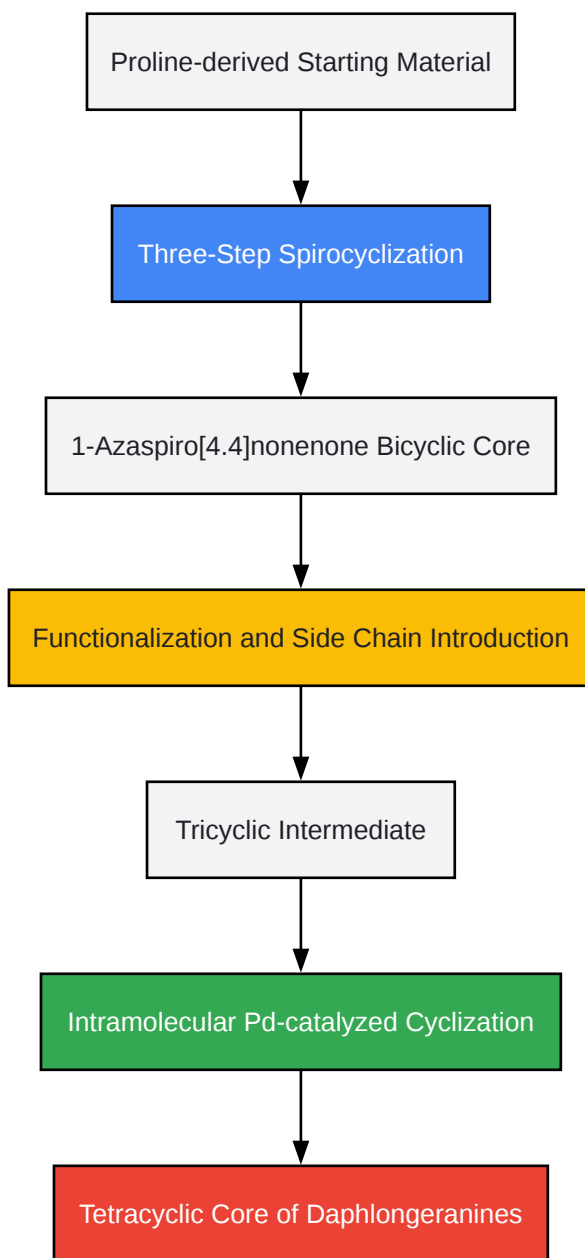 Proline-derived Starting Material
Three-Step Spirocyclization
1-Azaspiro[4.4]nonenone Bicyclic Core
Functionalization and Side Chain Introduction
Tricyclic Intermediate
Intramolecular Pd-catalyzed Cyclization
Tetracyclic Core of Daphlongeranines